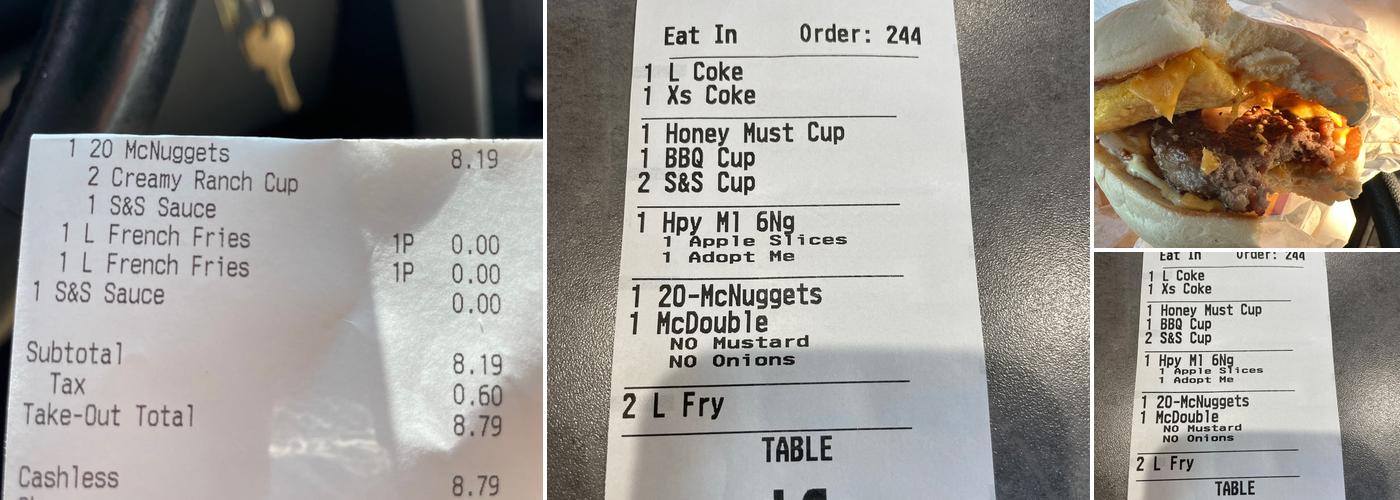 1 20 McNuggets 8.19
2 Creamy Ranch Cup
1 S&S Sauce
1 L French Fries 1P 0.00
1 L French Fries 1P 0.00
1 S&S Sauce 0.00
Subtotal 8.19
Tax 0.60
Take-Out Total 8.79
Cashless 8.79
Eat In Order: 244
1 L Coke
1 Xs Coke
1 Honey Must Cup
1 BBQ Cup
2 S&S Cup
1 Hpy Ml 6Ng
1 Apple Slices
1 Adopt Me
1 20-McNuggets
1 McDouble
NO Mustard
NO Onions
2 L Fry
TABLE
Eat In Order: 244
1 L Coke
1 Xs Coke
1 Honey Must Cup
1 BBQ Cup
2 S&S Cup
1 Hpy Ml 6Ng
1 Apple Slices
1 Adopt Me
1 20-McNuggets
1 McDouble
NO Mustard
NO Onions
2 L Fry
TABLE